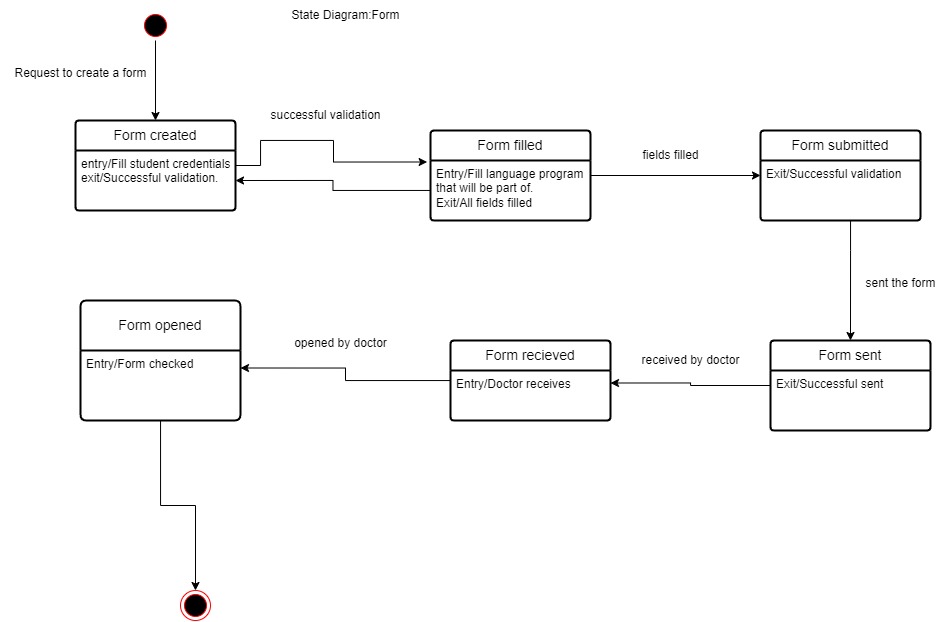 State Diagram:Form
Request to create a form
Form created
entry/Fill student credentials
exit/Successful validation.
successful validation
Form filled
Entry/Fill language program
that will be part of.
Exit/All fields filled
fields filled
Form submitted
Exit/Successful validation
sent the form
Form sent
Exit/Successful sent
received by doctor
Form recieved
Entry/Doctor receives
opened by doctor
Form opened
Entry/Form checked